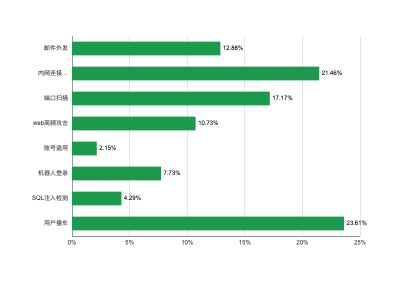 邮件外发
12.88%
内网连接...
21.46%
端口扫描
17.17%
web高频攻击
10.73%
账号盗用
2.15%
机器人登录
7.73%
SQL注入检测
4.29%
用户撞车
23.61%
0%
5%
10%
15%
20%
25%